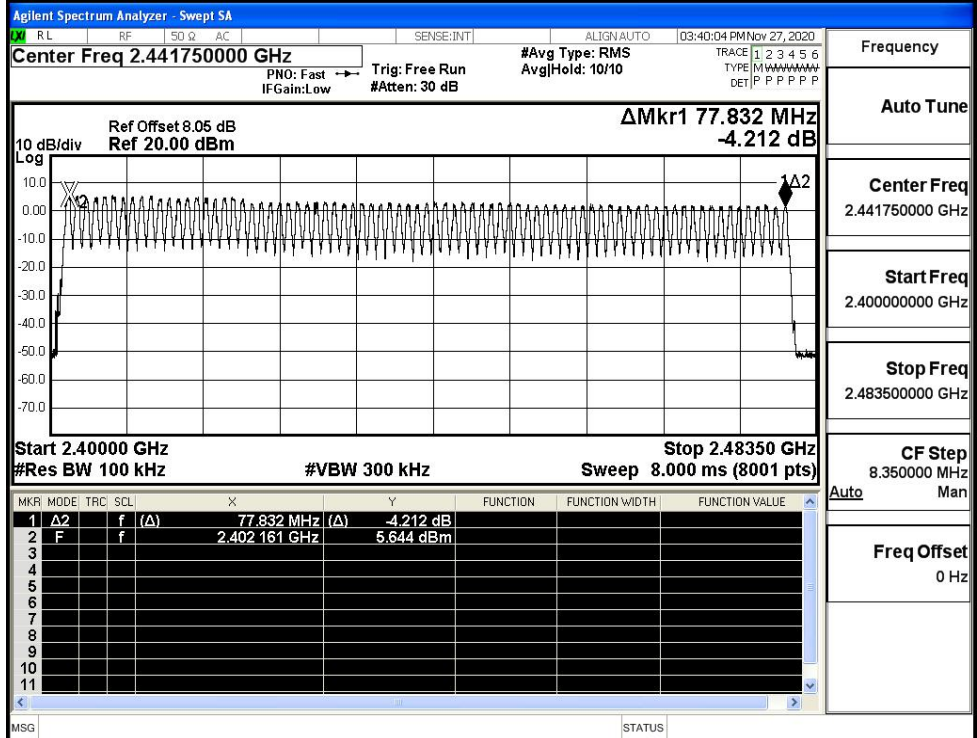 Agilent Spectrum Analyzer - Swept SA
LXI RL RF 50 Ω AC SENSE:INT ALIGN AUTO 03:40:04 PM Nov 27, 2020
Center Freq 2.441750000 GHz
PNO: Fast
IFGain:Low
Trig: Free Run
#Atten: 30 dB
#Avg Type: RMS
Avg|Hold: 10/10
TRACE 1 2 3 4 5 6
TYPE M WWWWW
DET P P P P P P
Ref Offset 8.05 dB
10 dB/div Ref 20.00 dBm
Log
ΔMkr1 77.832 MHz
-4.212 dB
10.0
0.00
-10.0
-20.0
-30.0
-40.0
-50.0
-60.0
-70.0
X2
1Δ2
Start 2.40000 GHz Stop 2.48350 GHz
#Res BW 100 kHz #VBW 300 kHz Sweep 8.000 ms (8001 pts)
MKR MODE TRC SCL X Y FUNCTION FUNCTION WIDTH FUNCTION VALUE
1 Δ2 f (Δ) 77.832 MHz (Δ) -4.212 dB
2 F f 2.402 161 GHz 5.644 dBm
3
4
5
6
7
8
9
10
11
MSG STATUS
Frequency
Auto Tune
Center Freq
2.441750000 GHz
Start Freq
2.400000000 GHz
Stop Freq
2.483500000 GHz
CF Step
8.350000 MHz
Auto Man
Freq Offset
0 Hz